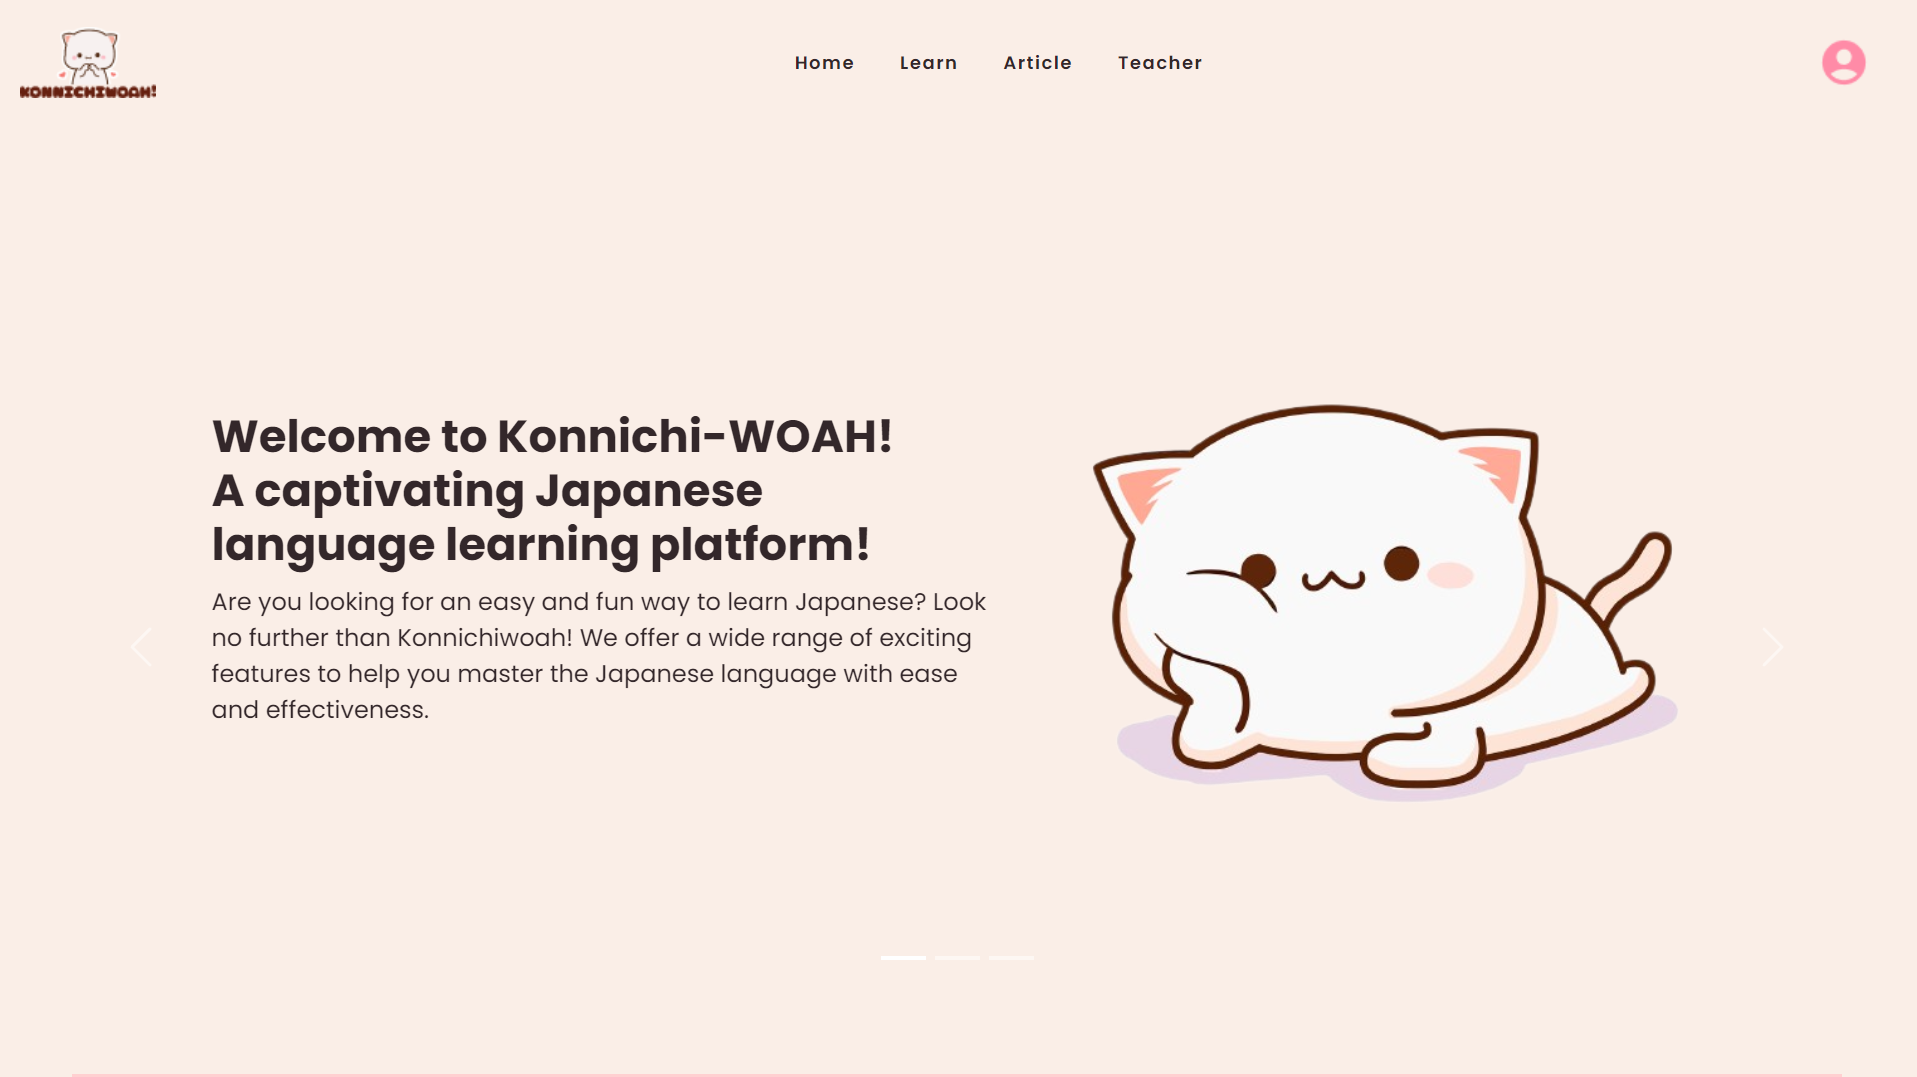 KONNICHIWOAH!
Home Learn Article Teacher
Welcome to Konnichi-WOAH!
A captivating Japanese
language learning platform!
Are you looking for an easy and fun way to learn Japanese? Look
no further than Konnichiwoah! We offer a wide range of exciting
features to help you master the Japanese language with ease
and effectiveness.